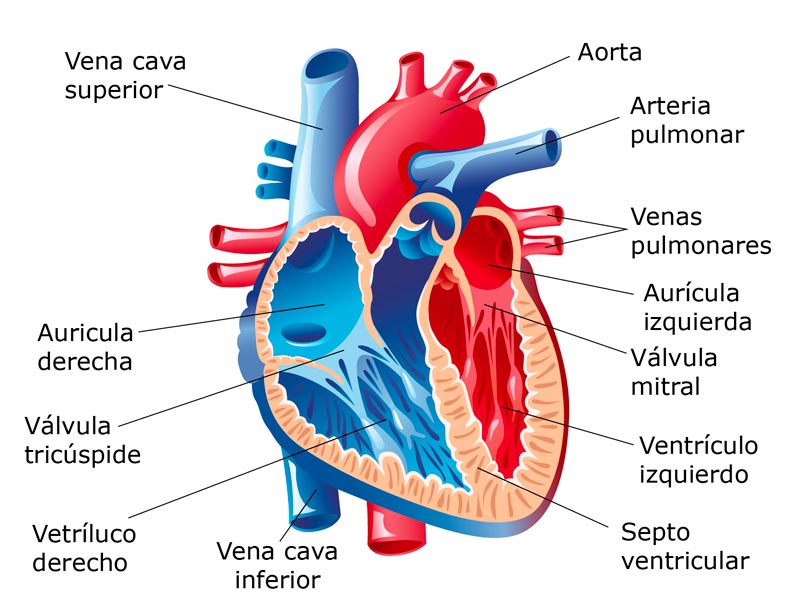 Vena cava
superior
Aorta
Arteria
pulmonar
Venas
pulmonares
Aurícula
izquierda
Auricula
derecha
Válvula
mitral
Válvula
tricúspide
Ventrículo
izquierdo
Vetríluco
derecho
Vena cava
inferior
Septo
ventricular